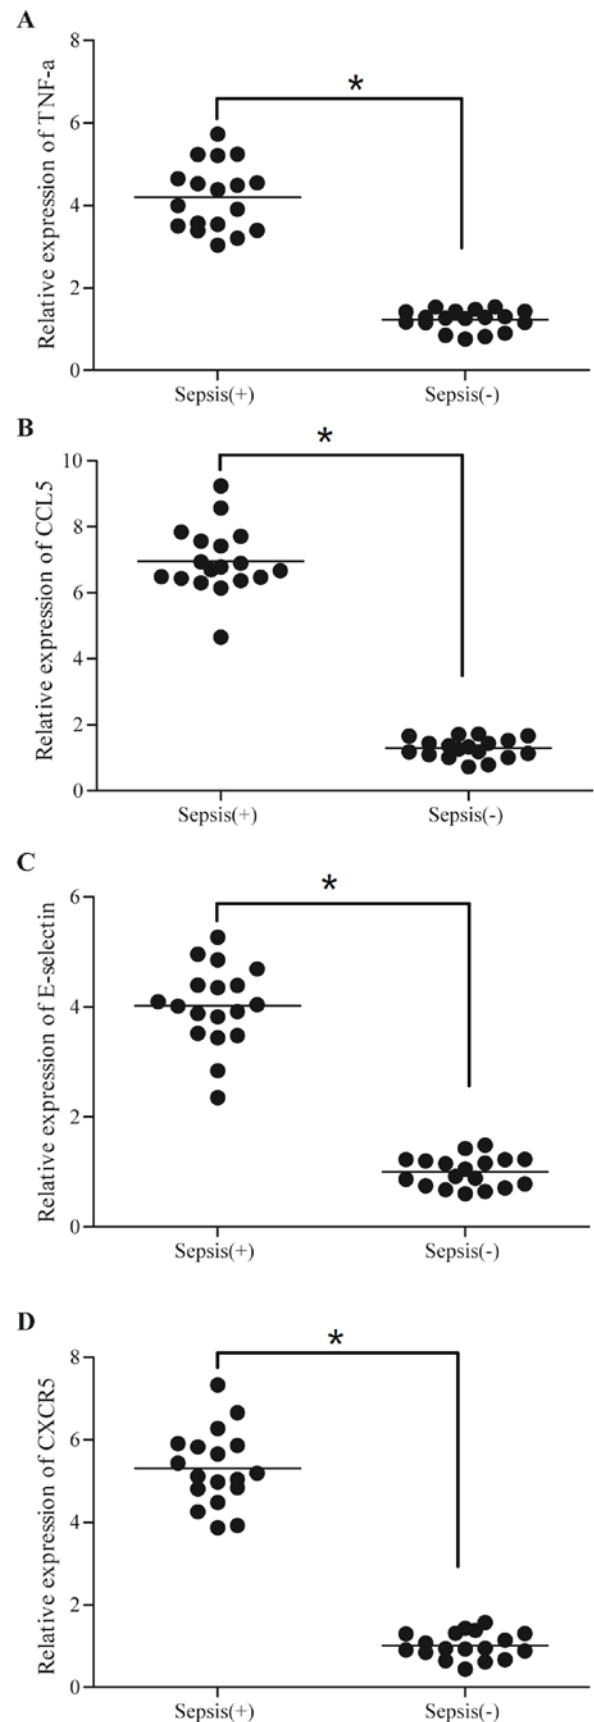 A
Relative expression of TNF-a
8
6
4
2
0
*
Sepsis(+)
Sepsis(-)
B
Relative expression of CCL5
10
8
6
4
2
0
*
Sepsis(+)
Sepsis(-)
C
Relative expression of E-selectin
6
4
2
0
*
Sepsis(+)
Sepsis(-)
D
Relative expression of CXCR5
8
6
4
2
0
*
Sepsis(+)
Sepsis(-)